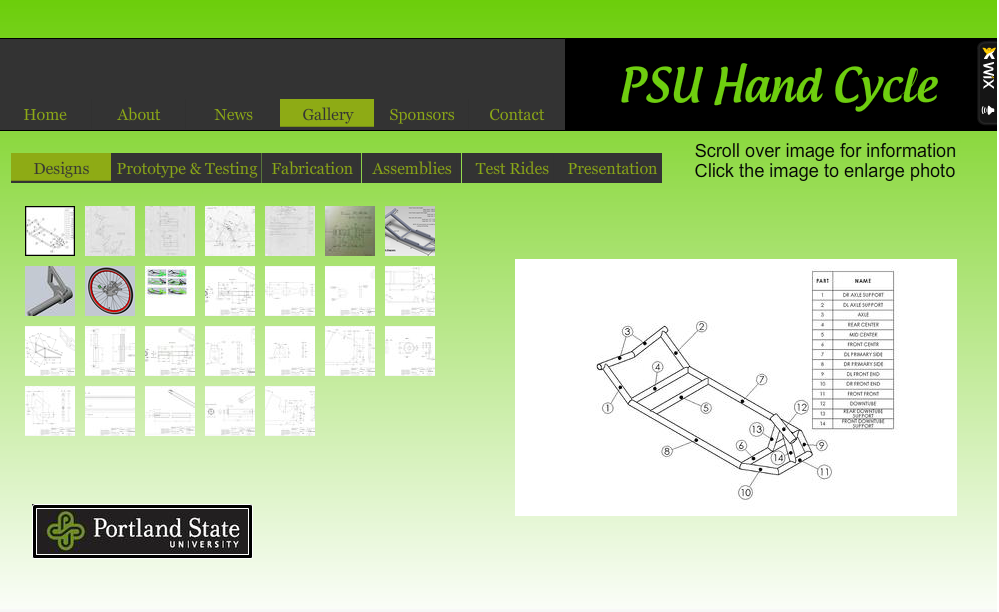 PSU Hand Cycle
WiX
Home About News Gallery Sponsors Contact
Designs Prototype & Testing Fabrication Assemblies Test Rides Presentation
Scroll over image for information
Click the image to enlarge photo
PART NAME
1 DR AXLE SUPPORT
2 DL AXLE SUPPORT
3 AXLE
4 REAR CENTER
5 MID CENTER
6 FRONT CENTR
7 DL PRIMARY SIDE
8 DR PRIMARY SIDE
9 DL FRONT END
10 DR FRONT END
11 FRONT FRONT
12 DOWNTUBE
13 REAR DOWNTUBE SUPPORT
14 FRONT DOWNTUBE SUPPORT
3 2
4 7
1 5 12
13
8 6 9
14
11
10
Portland State
UNIVERSITY